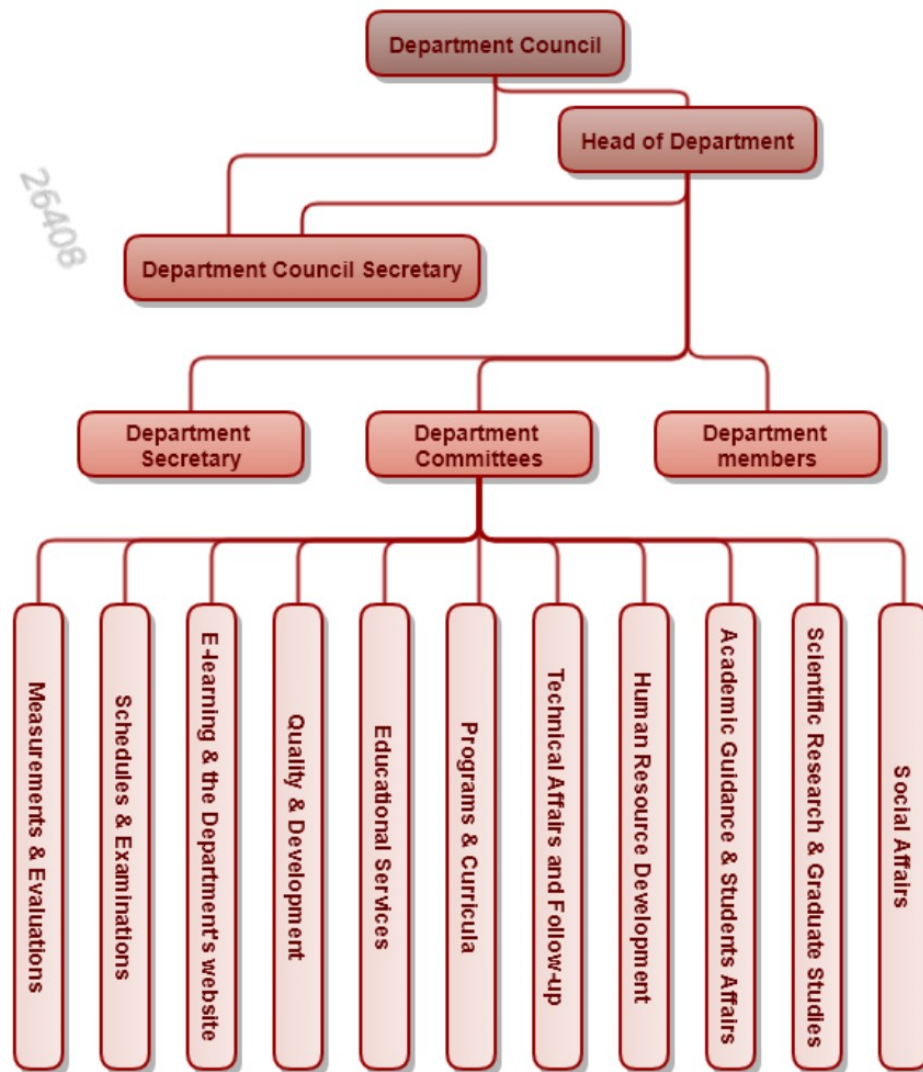 Department Council
Head of Department
26408
Department Council Secretary
Department
Secretary
Department
Committees
Department
members
Measurements & Evaluations
Schedules & Examinations
E-learning & the Department's website
Quality & Development
Educational Services
Programs & Curricula
Technical Affairs and Follow-up
Human Resource Development
Academic Guidance & Students Affairs
Scientific Research & Graduate Studies
Social Affairs